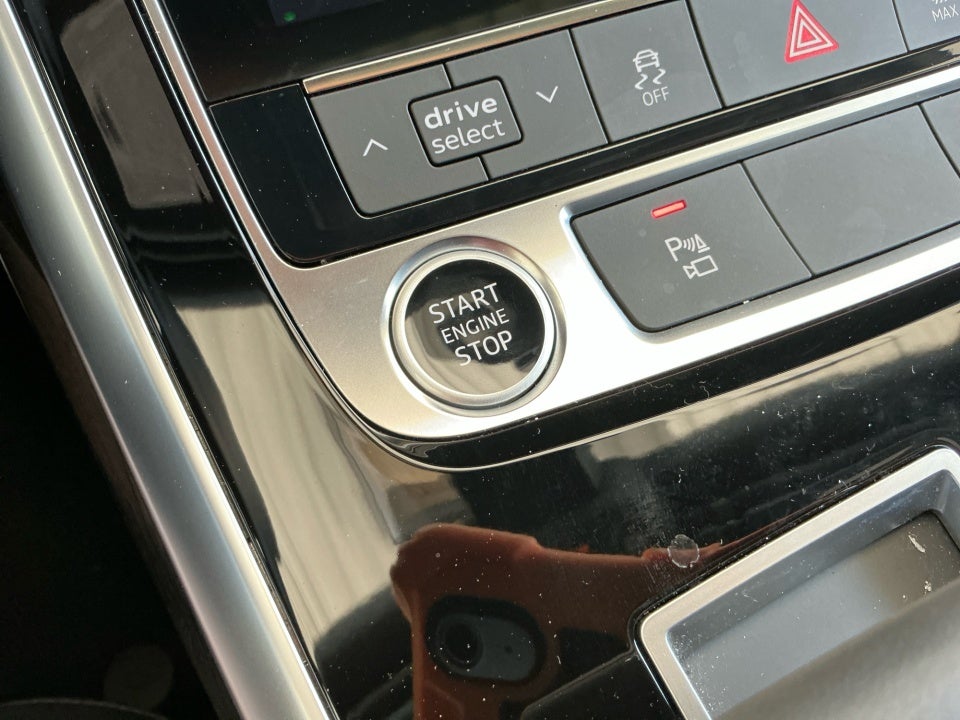 MAX
OFF
drive
select
P
START
ENGINE
STOP